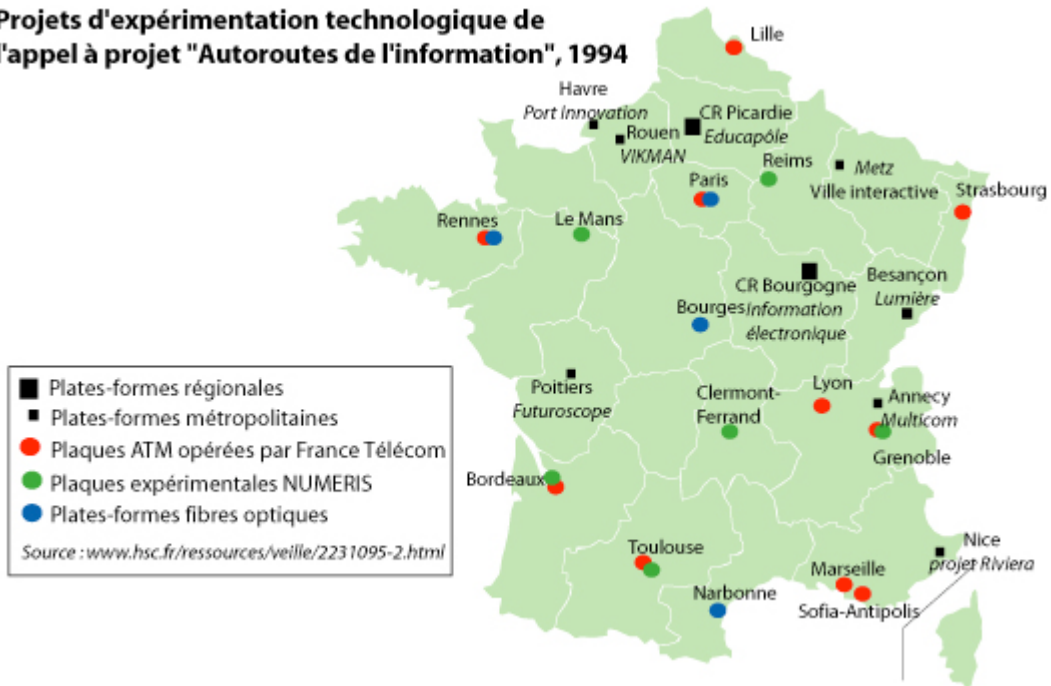 Projets d'expérimentation technologique de
l'appel à projet "Autoroutes de l'information", 1994
Lille
Havre
Port Innovation
Rouen
VIKMAN
CR Picardie
Educapôle
Reims
Metz
Ville interactive
Strasbourg
Paris
Rennes
Le Mans
CR Bourgogne
Information
électronique
Besançon
Lumière
Bourges
Poitiers
Futuroscope
Clermont-
Ferrand
Lyon
Annecy
Multicom
Grenoble
Bordeaux
Toulouse
Narbonne
Marseille
Sofia-Antipolis
Nice
projet Riviera
Plates-formes régionales
Plates-formes métropolitaines
Plaques ATM opérées par France Télécom
Plaques expérimentales NUMERIS
Plates-formes fibres optiques
Source : www.hsc.fr/ressources/veille/2231095-2.html